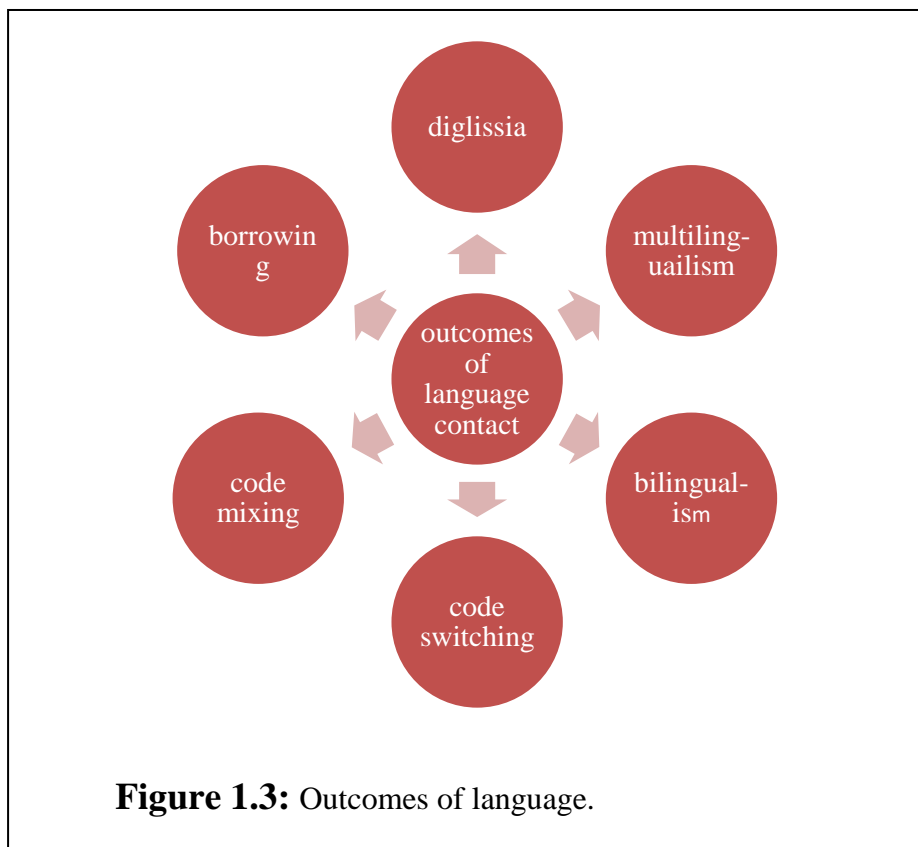 diglissia
borrowin
g
multiling-
uailism
outcomes
of
language
contact
code
mixing
bilingual-
ism
code
switching
Figure 1.3: Outcomes of language.